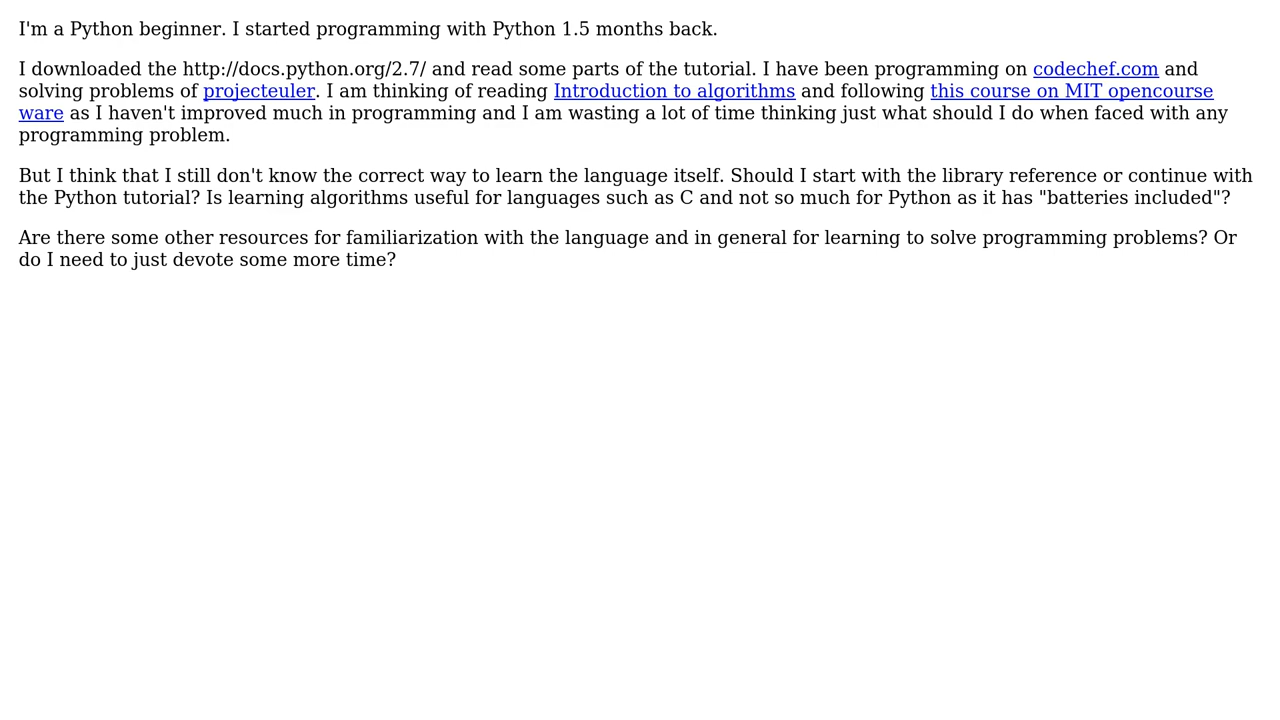 I'm a Python beginner. I started programming with Python 1.5 months back.
I downloaded the http://docs.python.org/2.7/ and read some parts of the tutorial. I have been programming on codechef.com and
solving problems of projecteuler. I am thinking of reading Introduction to algorithms and following this course on MIT opencourse
ware as I haven't improved much in programming and I am wasting a lot of time thinking just what should I do when faced with any
programming problem.
But I think that I still don't know the correct way to learn the language itself. Should I start with the library reference or continue with
the Python tutorial? Is learning algorithms useful for languages such as C and not so much for Python as it has "batteries included"?
Are there some other resources for familiarization with the language and in general for learning to solve programming problems? Or
do I need to just devote some more time?